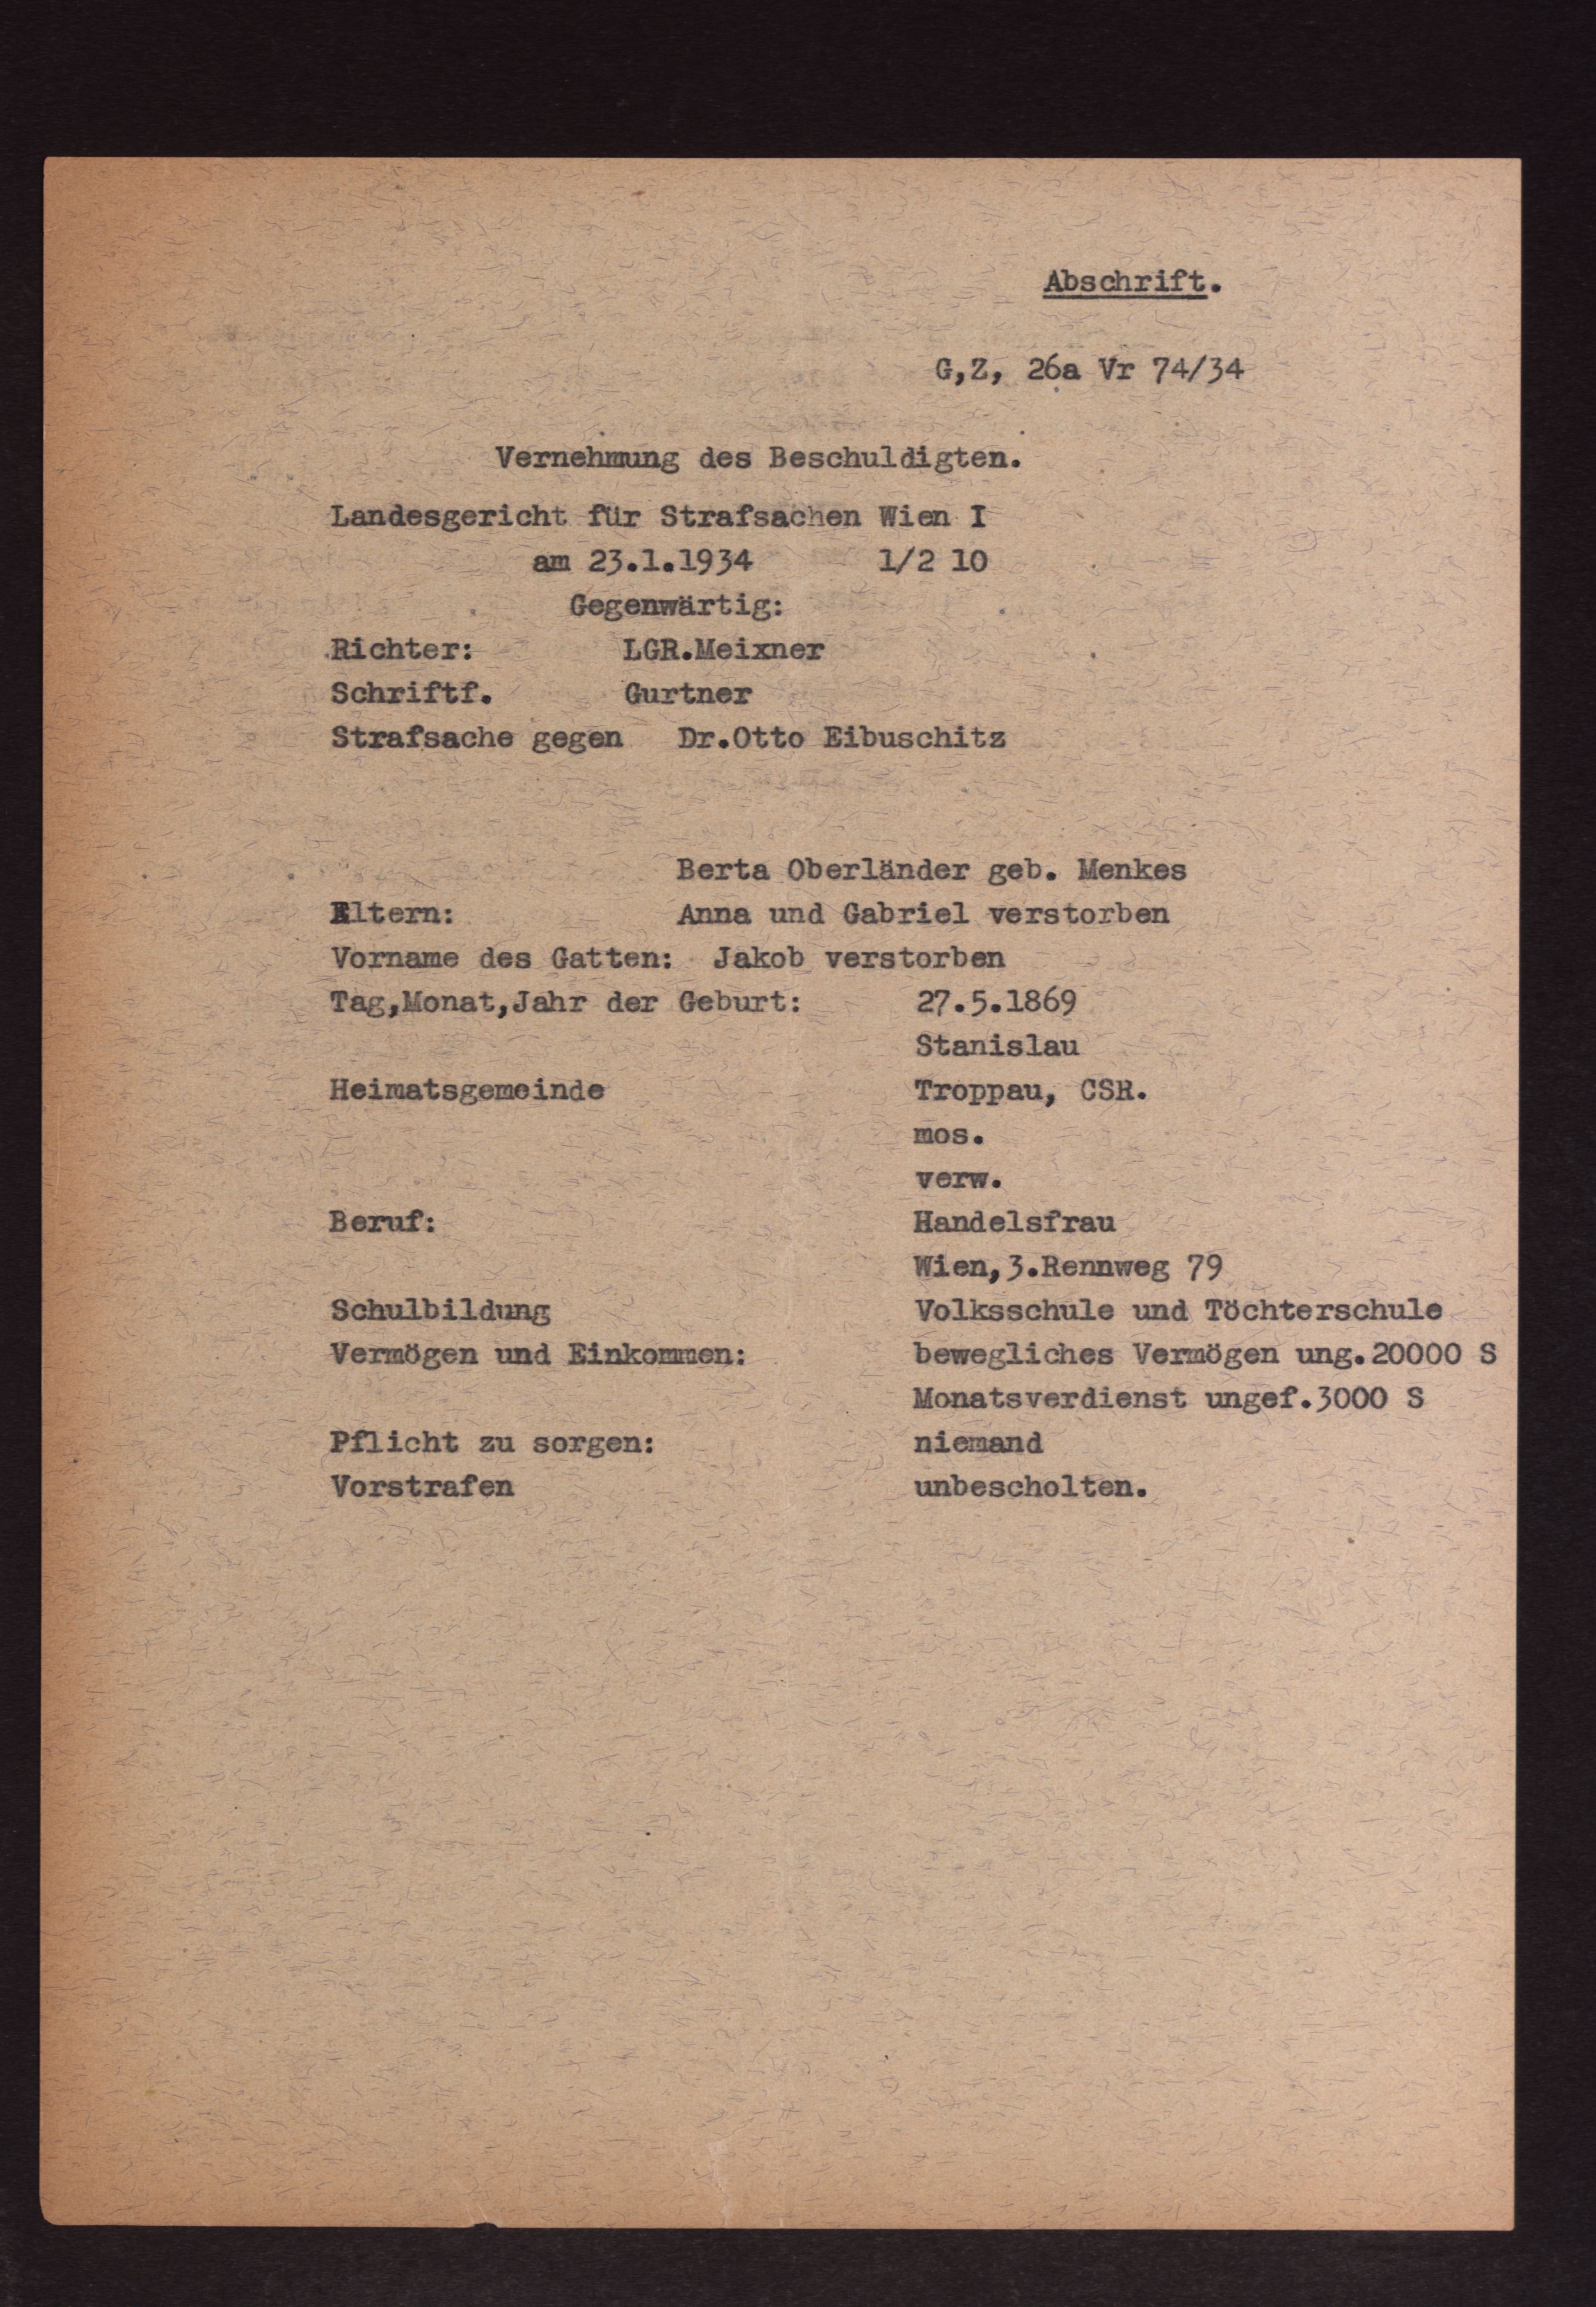 Abschrift.
G,Z, 26a Vr 74/34
Vernehmung des Beschuldigten.
Landesgericht für Strafsachen Wien I
am 23.1.1934 1/2 10
Gegenwärtig:
Richter: LGR.Meixner
Schriftf. Gurtner
Strafsache gegen Dr.Otto Eibuschitz
Berta Oberländer geb. Menkes
Eltern: Anna und Gabriel verstorben
Vorname des Gatten: Jakob verstorben
Tag,Monat,Jahr der Geburt: 27.5.1869
Stanislau
Heimatsgemeinde Troppau, CSR.
mos.
verw.
Beruf: Handelsfrau
Wien,3.Rennweg 79
Schulbildung Volksschule und Töchterschule
Vermögen und Einkommen: bewegliches Vermögen ung.20000 S
Monatsverdienst ungef.3000 S
Pflicht zu sorgen: niemand
Vorstrafen unbescholten.